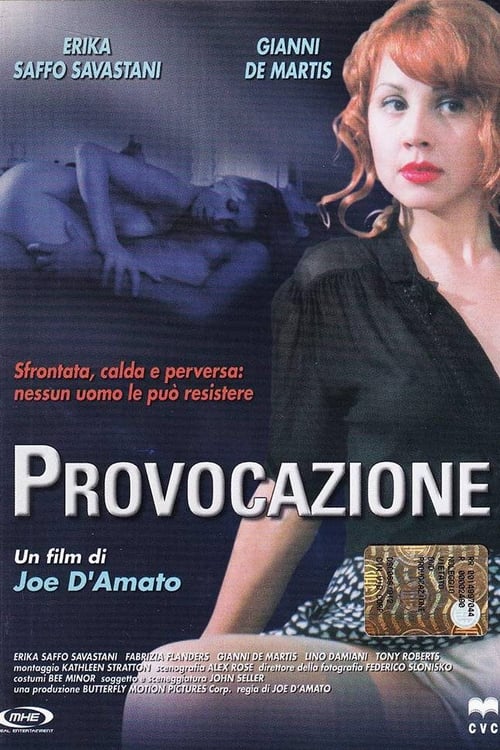 ERIKA
SAFFO SAVASTANI
GIANNI
DE MARTIS
Sfrontata, calda e perversa:
nessun uomo le può resistere
PROVOCAZIONE
Un film di
Joe D'Amato
PROVOCAZIONE
ERIKA SAFFO SAVASTANI FABRIZIA FLANDERS GIANNI DE MARTIS LINO DAMIANI TONY ROBERTS
montaggio KATHLEEN STRATTON scenografia ALEX ROSE direttore della fotografia FEDERICO SLONISKO
costumi BEE MINOR soggetto e sceneggiatura JOHN SELLER
una produzione BUTTERFLY MOTION PICTURES Corp. regia di JOE D'AMATO
MHE
REAL ENTERTAINMENT
CVC